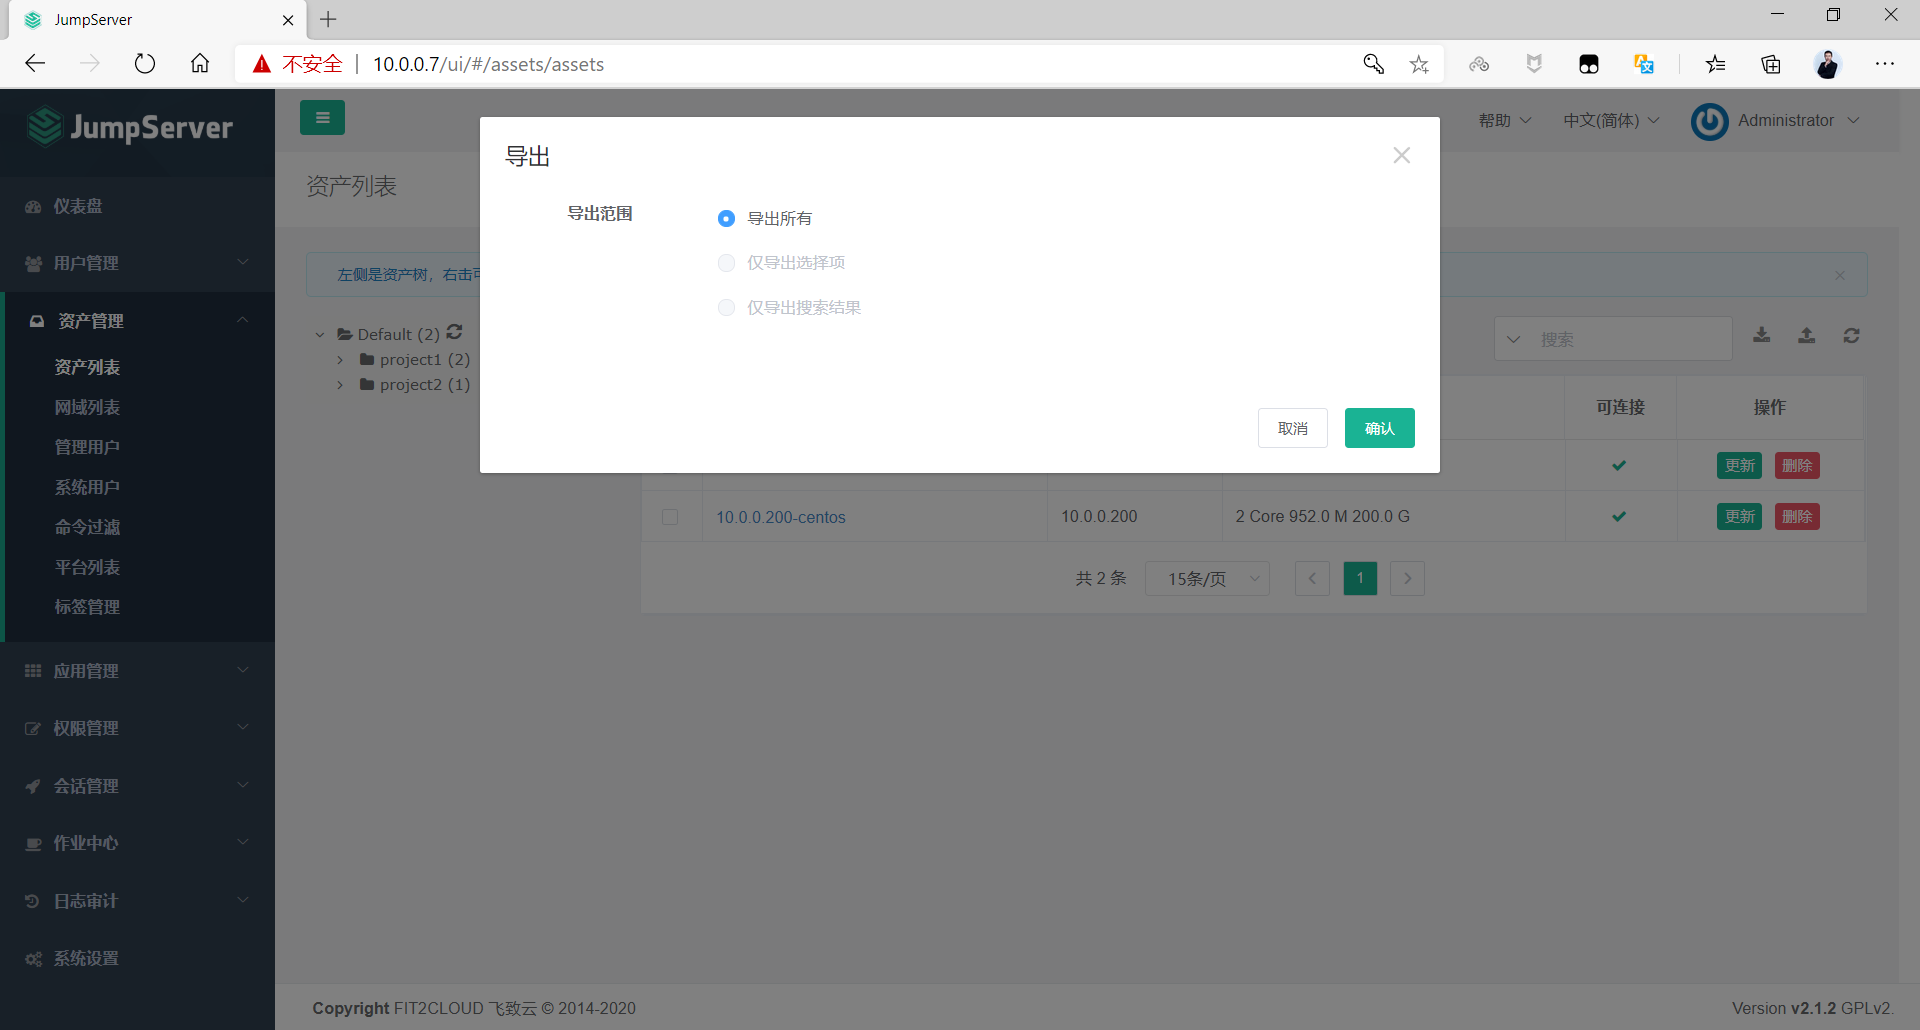 JumpServer
不安全
10.0.0.7/ui/#/assets/assets
JumpServer
帮助
中文(简体)
Administrator
仪表盘
用户管理
资产管理
资产列表
网域列表
管理用户
系统用户
命令过滤
平台列表
标签管理
应用管理
权限管理
会话管理
作业中心
日志审计
系统设置
资产列表
左侧是资产树，右击
Default (2)
project1 (2)
project2 (1)
导出
导出范围
导出所有
仅导出选择项
仅导出搜索结果
取消
确认
搜索
可连接
操作
更新 删除
10.0.0.200-centos
10.0.0.200
2 Core 952.0 M 200.0 G
更新 删除
共 2 条
15条/页
1
Copyright FIT2CLOUD 飞致云 © 2014-2020
Version v2.1.2 GPLv2.